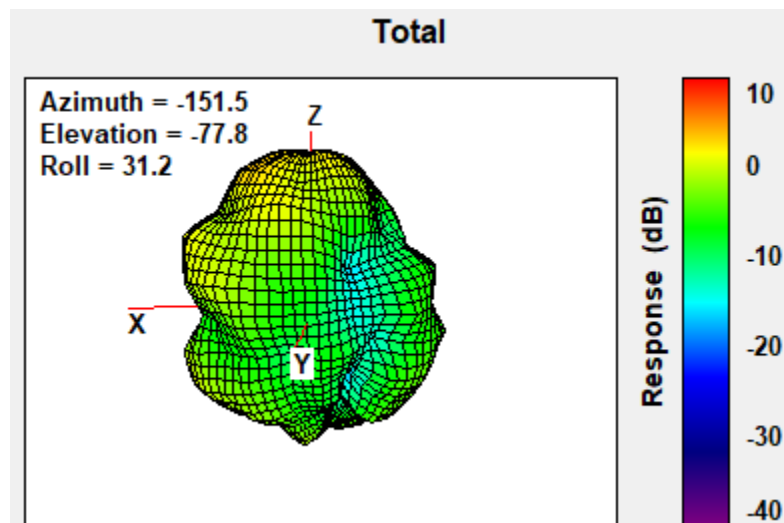 Total
Azimuth = -151.5
Elevation = -77.8
Roll = 31.2
Z
X
Y
Response (dB)
10
0
-10
-20
-30
-40